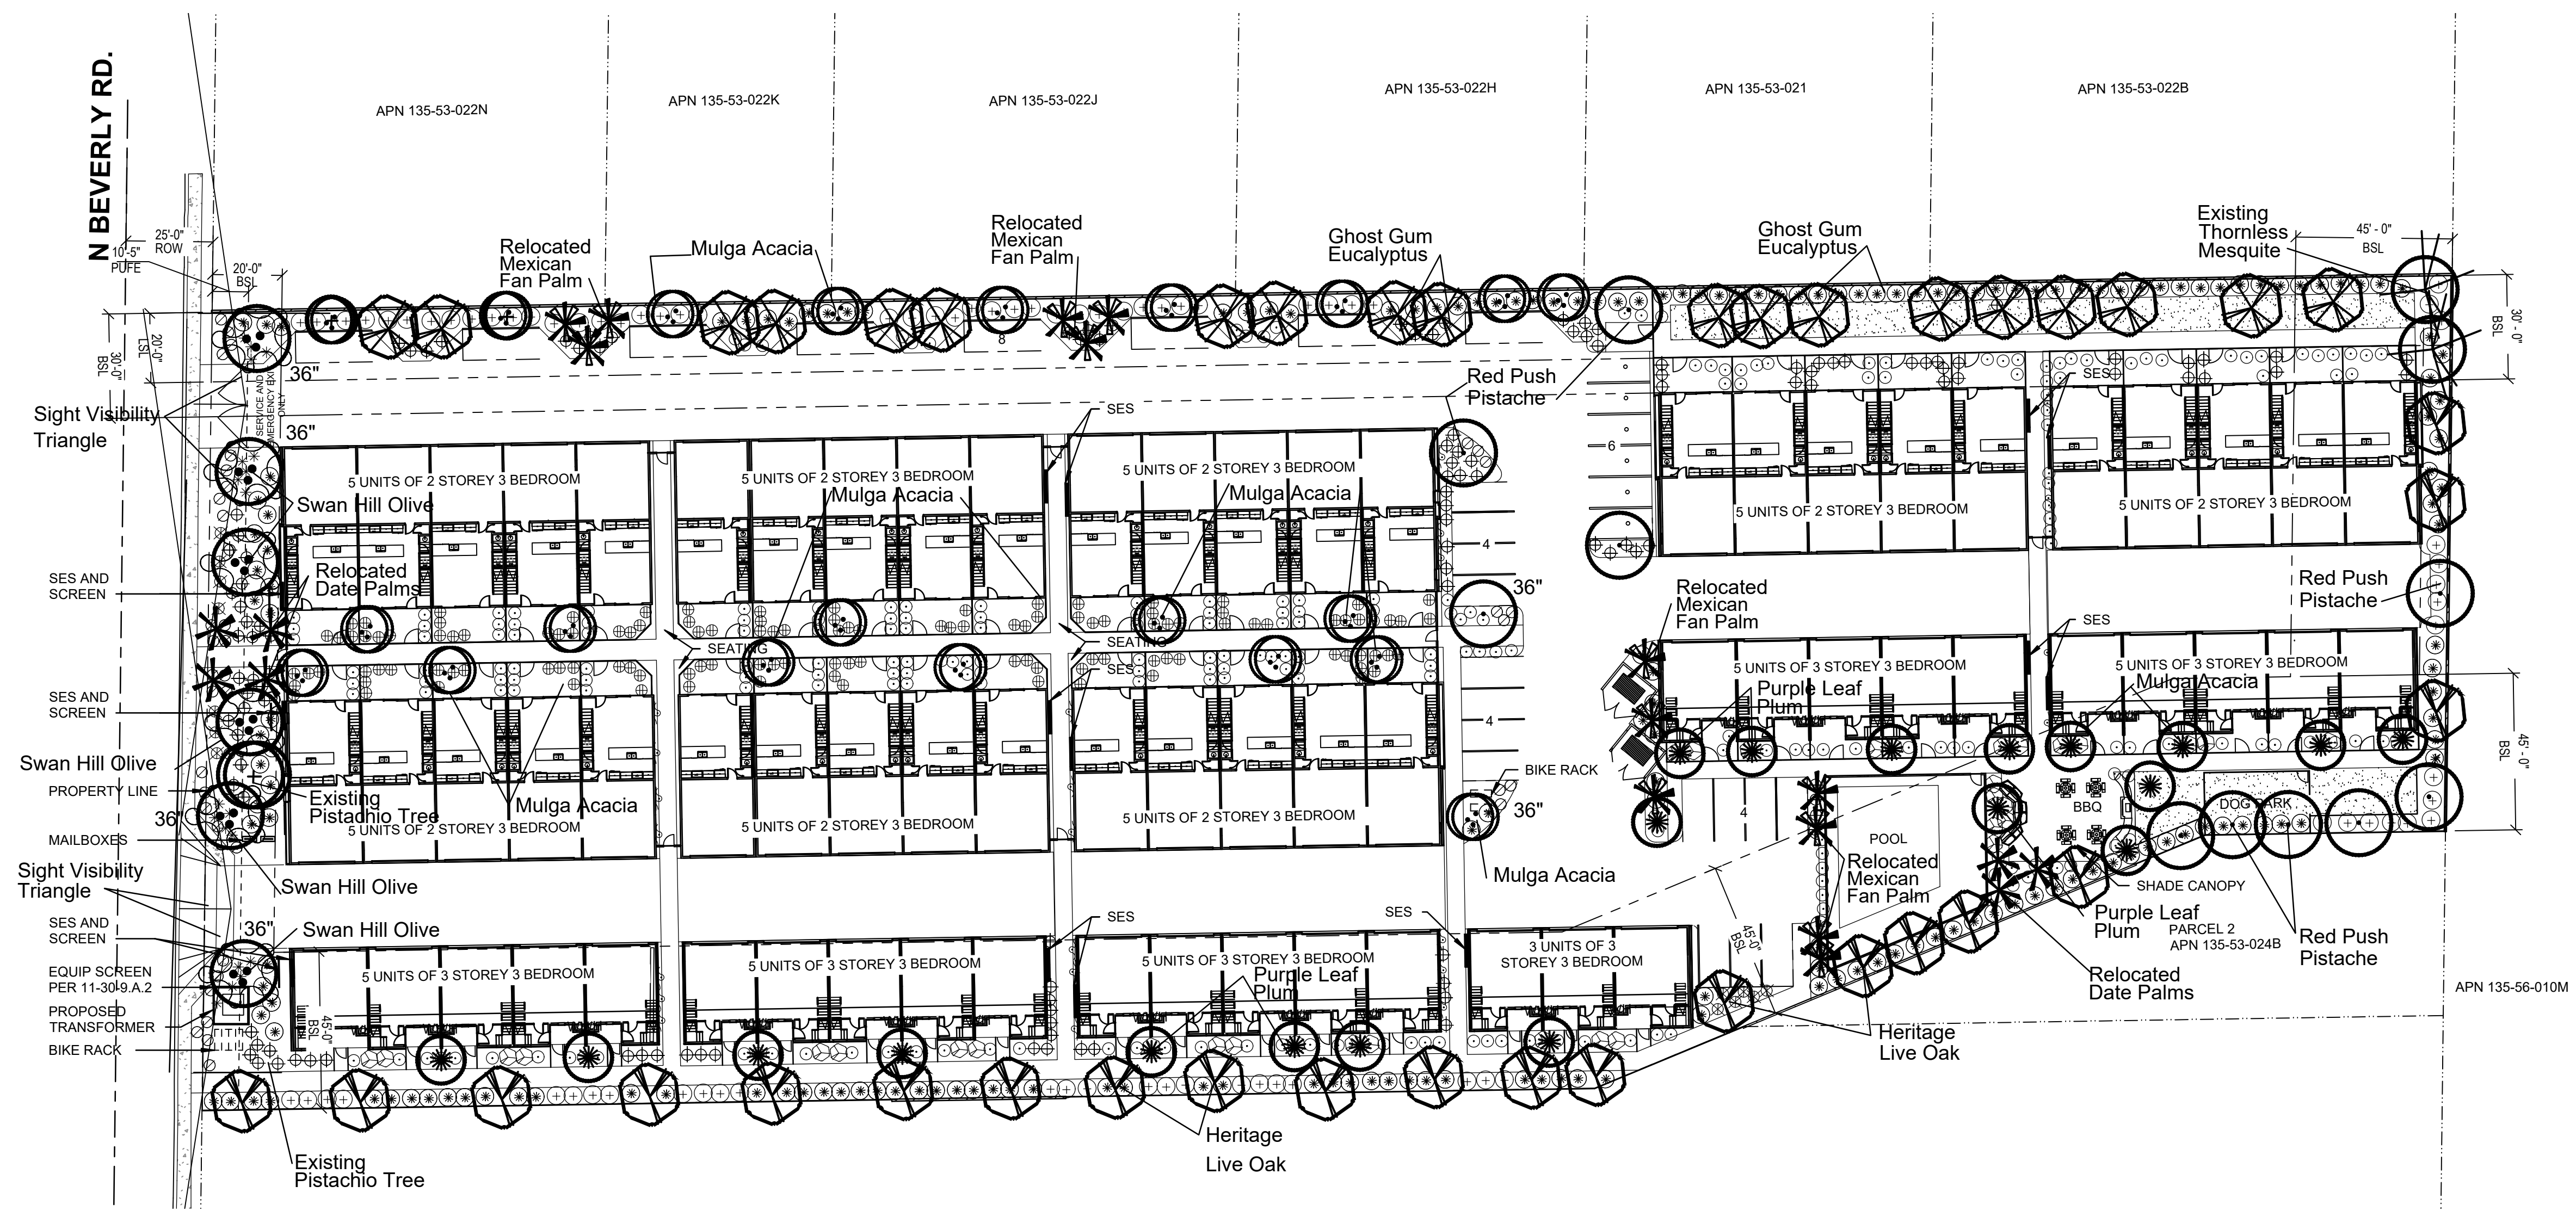 N BEVERLY RD.
APN 135-53-022N
APN 135-53-022K
APN 135-53-022J
APN 135-53-022H
APN 135-53-021
APN 135-53-022B
25'-0"
ROW
10'-5"
PUFE
20'-0"
BSL
Relocated
Mexican
Fan Palm
Mulga Acacia
Relocated
Mexican
Fan Palm
Ghost Gum
Eucalyptus
Ghost Gum
Eucalyptus
Existing
Thornless
Mesquite
45' - 0"
BSL
30'-0"
BSL
20'-0"
LSL
30' - 0"
BSL
8
36"
SERVICE AND
EMERGENCY EXIT
ONLY
36"
Sight Visibility
Triangle
Red Push
Pistache
SES
SES
6
5 UNITS OF 2 STOREY 3 BEDROOM
5 UNITS OF 2 STOREY 3 BEDROOM
5 UNITS OF 2 STOREY 3 BEDROOM
Mulga Acacia
Mulga Acacia
Swan Hill Olive
5 UNITS OF 2 STOREY 3 BEDROOM
5 UNITS OF 2 STOREY 3 BEDROOM
4
SES AND
SCREEN
Relocated
Date Palms
36"
Relocated
Mexican
Fan Palm
Red Push
Pistache
SES
SEATING
SEATING
SES
5 UNITS OF 3 STOREY 3 BEDROOM
5 UNITS OF 3 STOREY 3 BEDROOM
Purple Leaf
Plum
Mulga Acacia
SES AND
SCREEN
4
45' - 0"
BSL
Swan Hill Olive
PROPERTY LINE
BIKE RACK
Existing
Pistachio Tree
Mulga Acacia
36"
36"
4
BBQ
DOG PARK
5 UNITS OF 2 STOREY 3 BEDROOM
5 UNITS OF 2 STOREY 3 BEDROOM
5 UNITS OF 2 STOREY 3 BEDROOM
MAILBOXES
POOL
Sight Visibility
Triangle
Swan Hill Olive
Mulga Acacia
Relocated
Mexican
Fan Palm
SHADE CANOPY
SES AND
SCREEN
36"
Swan Hill Olive
SES
SES
45'-0"
BSL
Purple Leaf
Plum
PARCEL 2
APN 135-53-024B
Red Push
Pistache
5 UNITS OF 3 STOREY 3 BEDROOM
5 UNITS OF 3 STOREY 3 BEDROOM
5 UNITS OF 3 STOREY 3 BEDROOM
3 UNITS OF 3
STOREY 3 BEDROOM
Purple Leaf
Plum
EQUIP SCREEN
PER 11-30-9.A.2
Relocated
Date Palms
APN 135-56-010M
PROPOSED
TRANSFORMER
45'-0"
BSL
BIKE RACK
Heritage
Live Oak
Heritage
Live Oak
Existing
Pistachio Tree